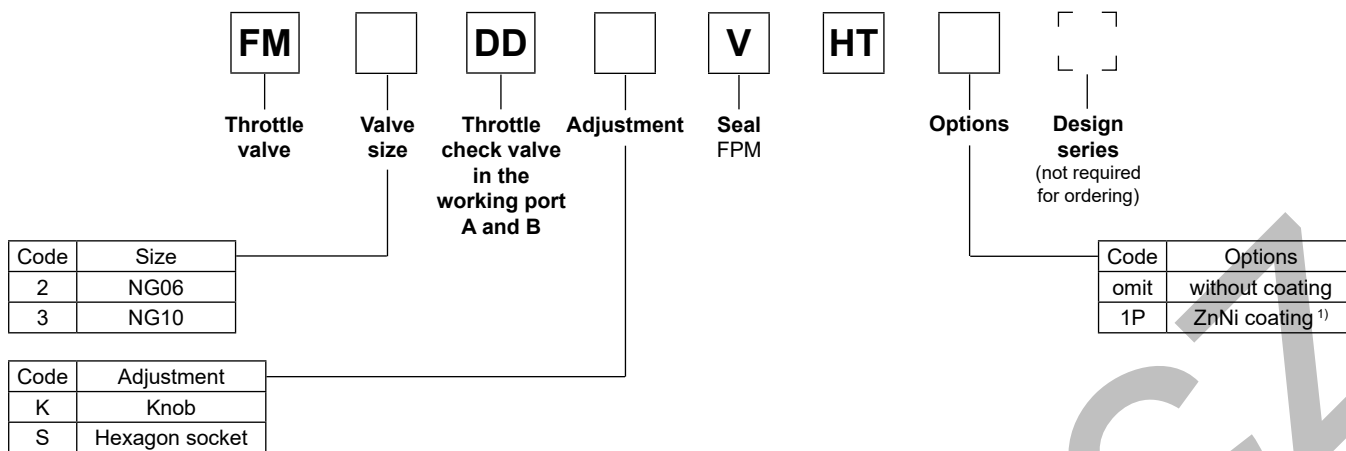 FM DD V HT
Throttle valve
Valve size
Throttle check valve in the working port A and B
Adjustment
Seal
FPM
Options
Design series
(not required for ordering)
Code Size
2 NG06
3 NG10
Code Options
omit without coating
1P ZnNi coating 1)
Code Adjustment
K Knob
S Hexagon socket